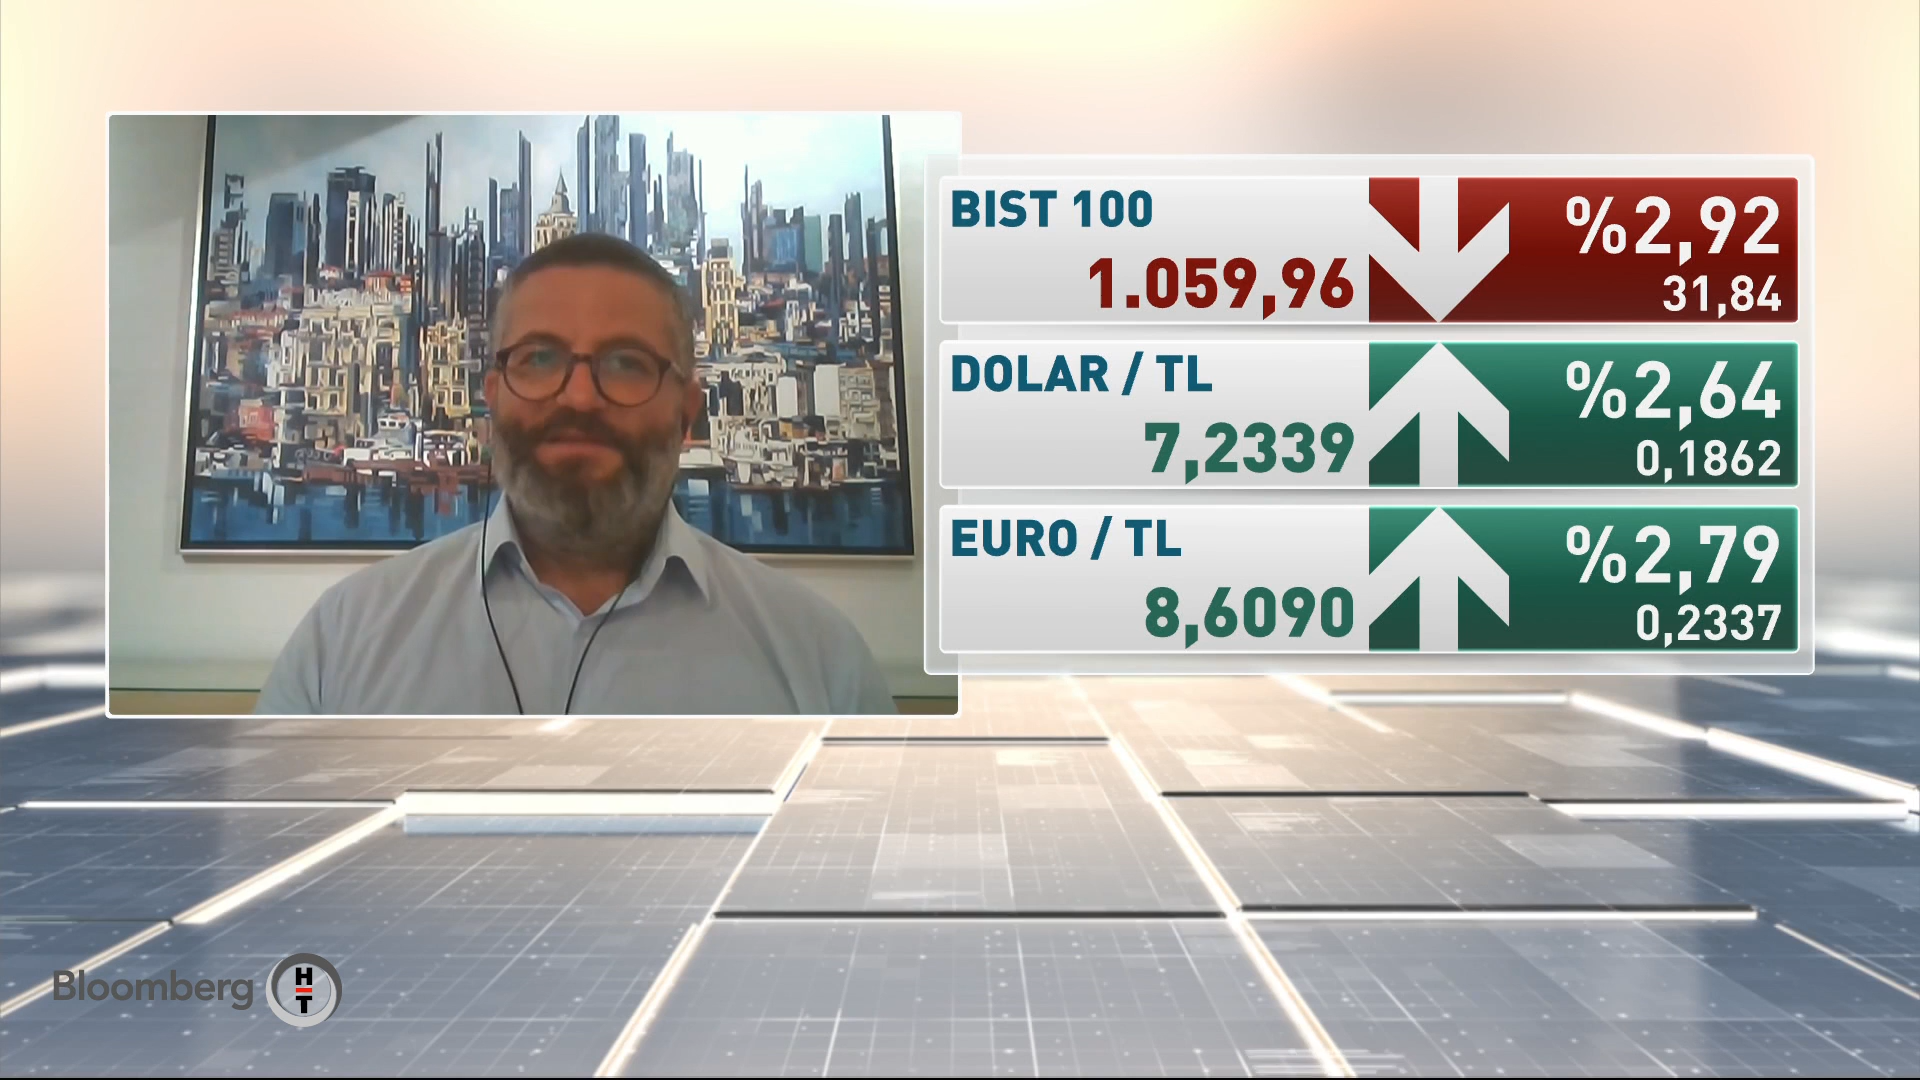 BIST 100
1.059,96
%2,92
31,84
DOLAR / TL
7,2339
%2,64
0,1862
EURO / TL
8,6090
%2,79
0,2337
Bloomberg HT